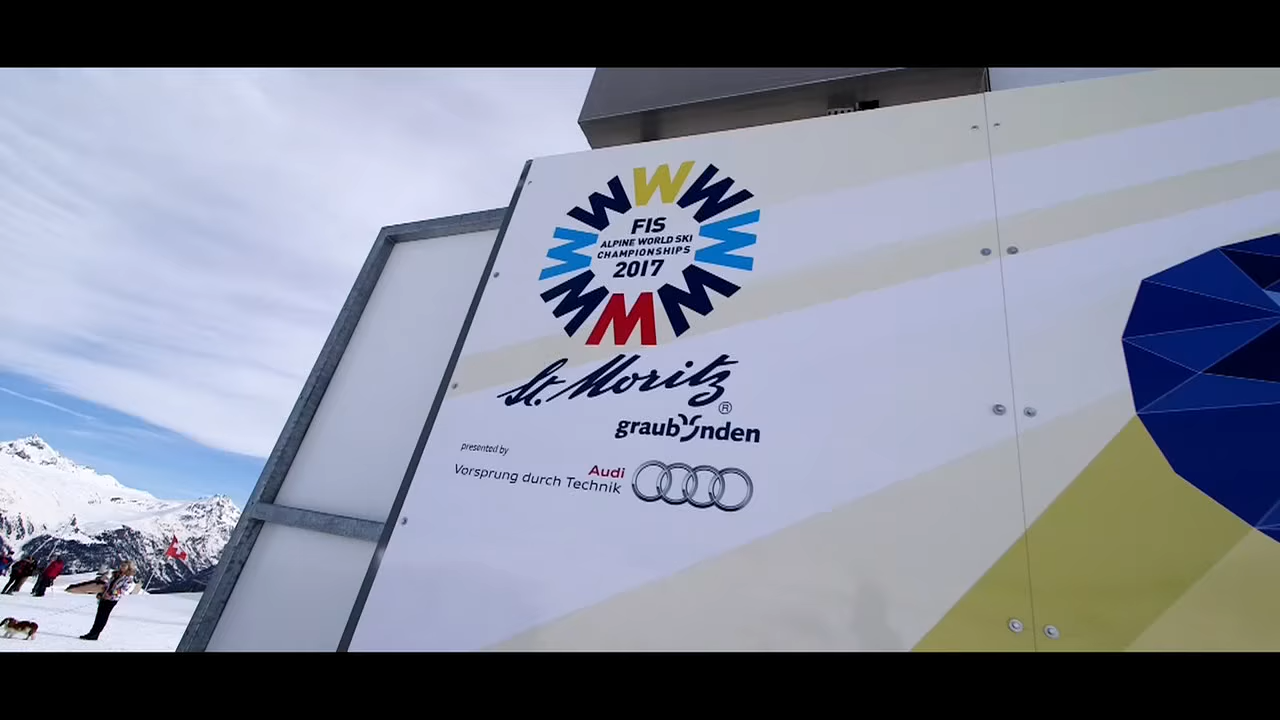 FIS
ALPINE WORLD SKI
CHAMPIONSHIPS
2017
St. Moritz
®
graubünden
presented by
Audi
Vorsprung durch Technik